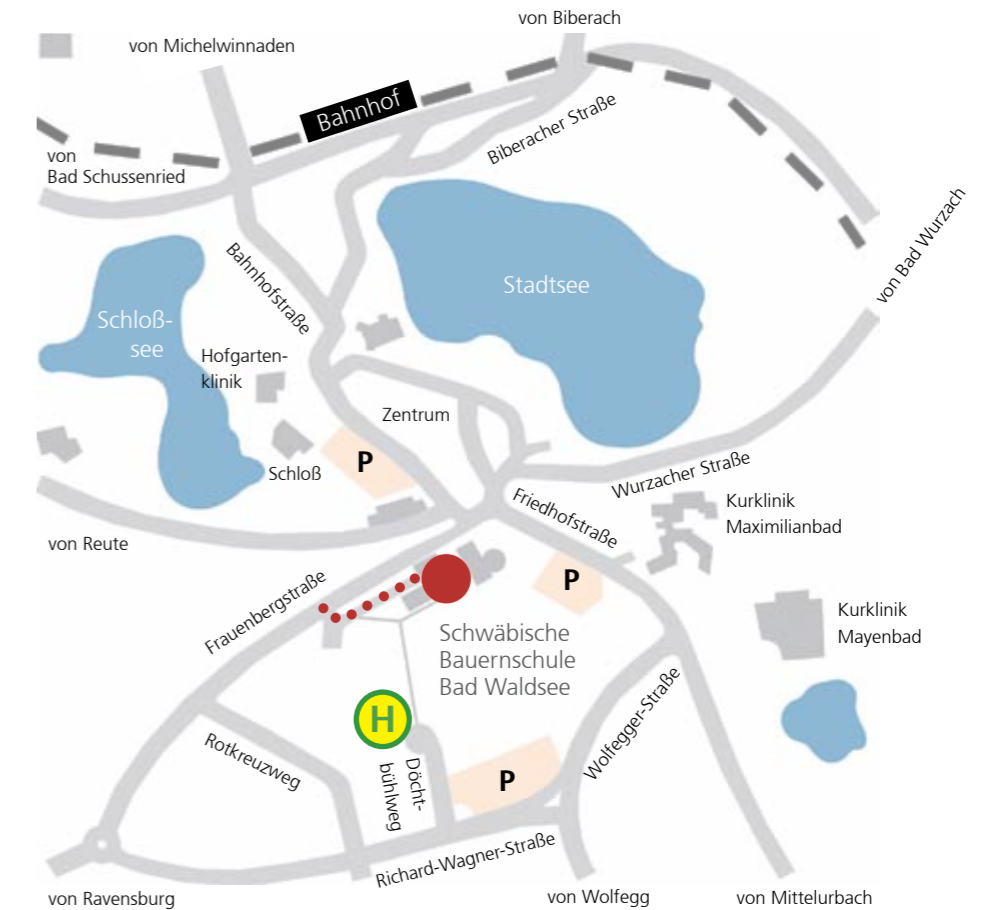 von Biberach
von Michelwinnaden
Bahnhof
Biberacher Straße
von
Bad Schussenried
von Bad Wurzach
Bahnhofstraße
Stadtsee
Schloß-
see
Hofgarten-
klinik
Zentrum
P
Schloß
Wurzacher Straße
Friedhofstraße
Kurklinik
Maximilianbad
von Reute
P
Frauenbergstraße
Kurklinik
Mayenbad
Schwäbische
Bauernschule
Bad Waldsee
H
Wolfegger-Straße
Rotkreuzweg
Döcht-
bühlweg
P
Richard-Wagner-Straße
von Ravensburg
von Wolfegg
von Mittelurbach